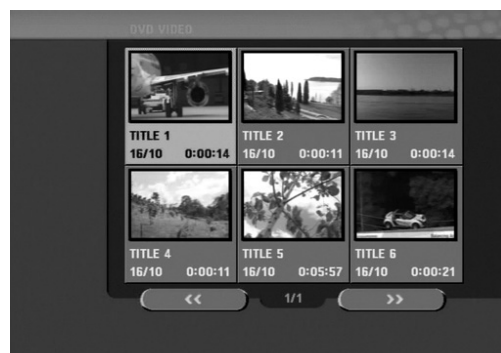 DVD VIDEO
TITLE 1
16/10 0:00:14
TITLE 2
16/10 0:00:11
TITLE 3
16/10 0:00:14
TITLE 4
16/10 0:00:11
TITLE 5
16/10 0:05:57
TITLE 6
16/10 0:00:21
<< 1/1 >>